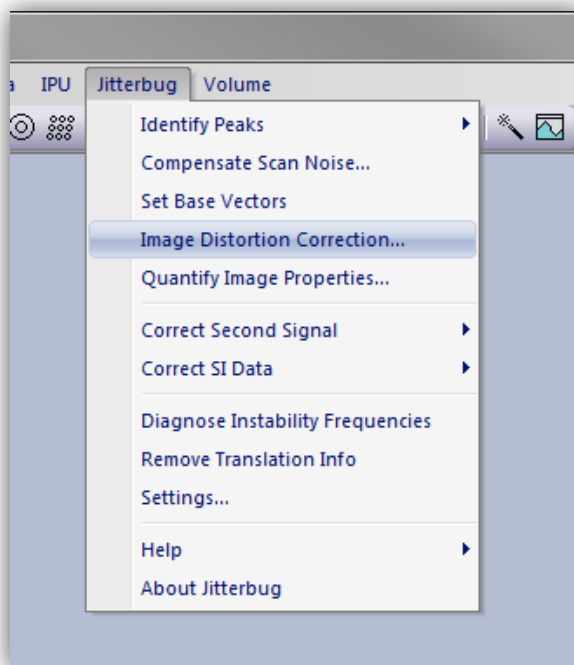 IPU Jitterbug Volume
Identify Peaks
Compensate Scan Noise...
Set Base Vectors
Image Distortion Correction...
Quantify Image Properties...
Correct Second Signal
Correct SI Data
Diagnose Instability Frequencies
Remove Translation Info
Settings...
Help
About Jitterbug